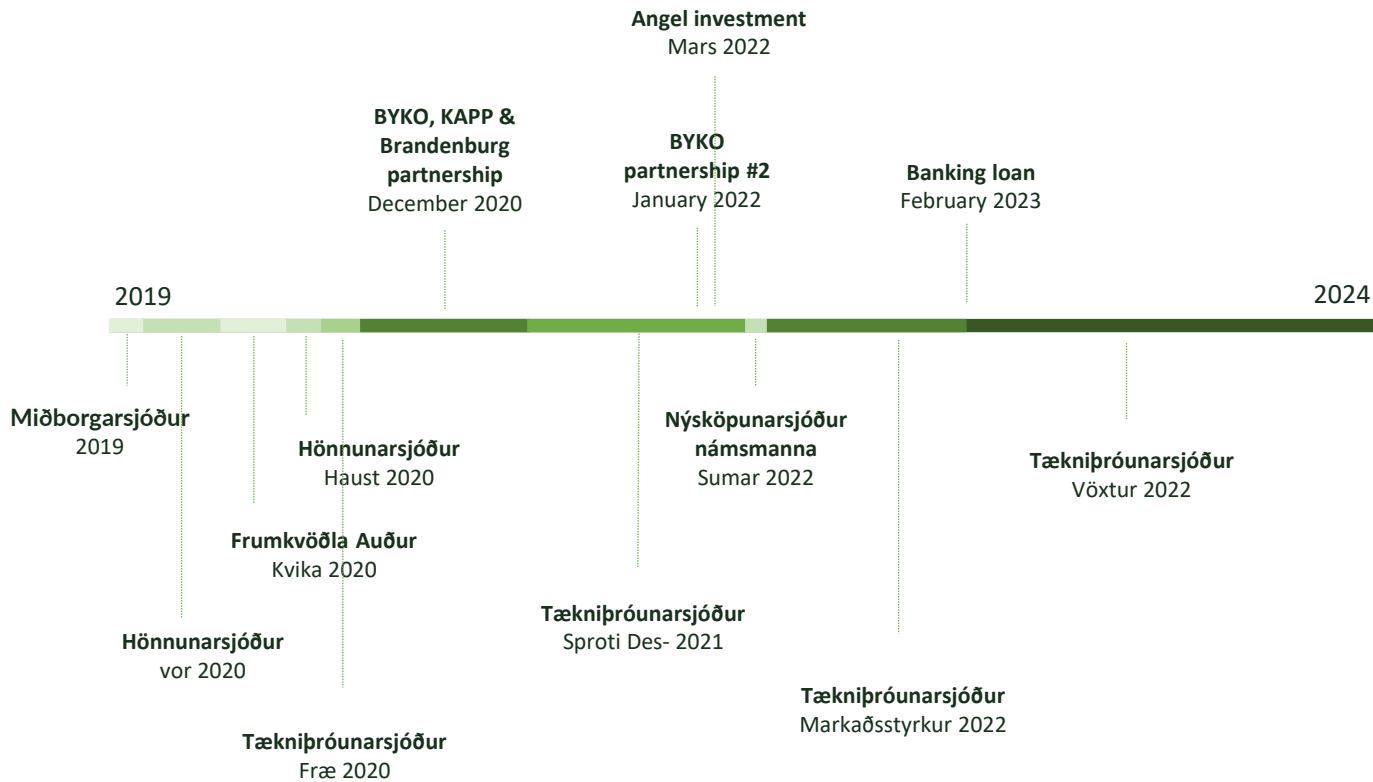 Angel investment
Mars 2022
BYKO, KAPP &
Brandenburg
partnership
December 2020
BYKO
partnership #2
January 2022
Banking loan
February 2023
2019
2024
Miðborgarsjóður
2019
Hönnunarsjóður
Haust 2020
Nýsköpunarsjóður
námsmanna
Sumar 2022
Tækniþróunarsjóður
Vöxtur 2022
Frumkvöðla Auður
Kvika 2020
Tækniþróunarsjóður
Sproti Des- 2021
Hönnunarsjóður
vor 2020
Tækniþróunarsjóður
Markaðsstyrkur 2022
Tækniþróunarsjóður
Fræ 2020